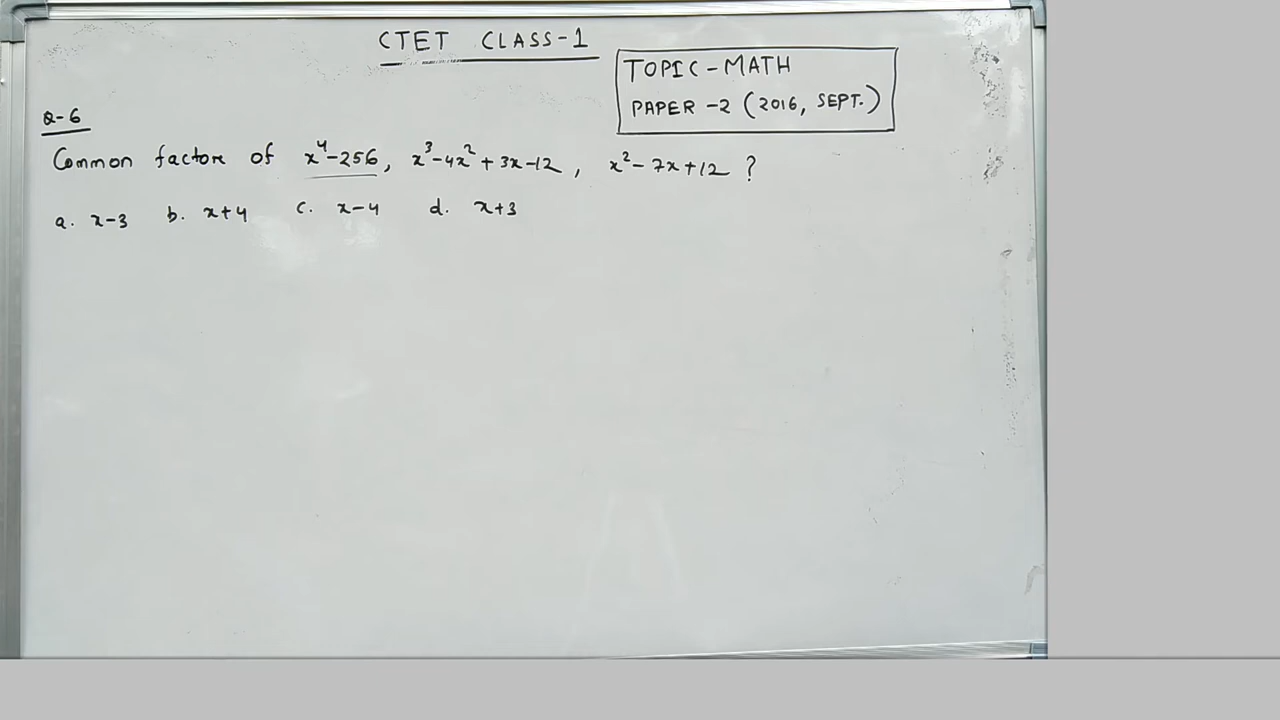 CTET CLASS-1
TOPIC-MATH
PAPER-2 (2016, SEPT.)
Q-6
Common factor of x⁴-256, x³-4x²+3x-12, x²-7x+12 ?
a. x-3 b. x+4 c. x-4 d. x+3